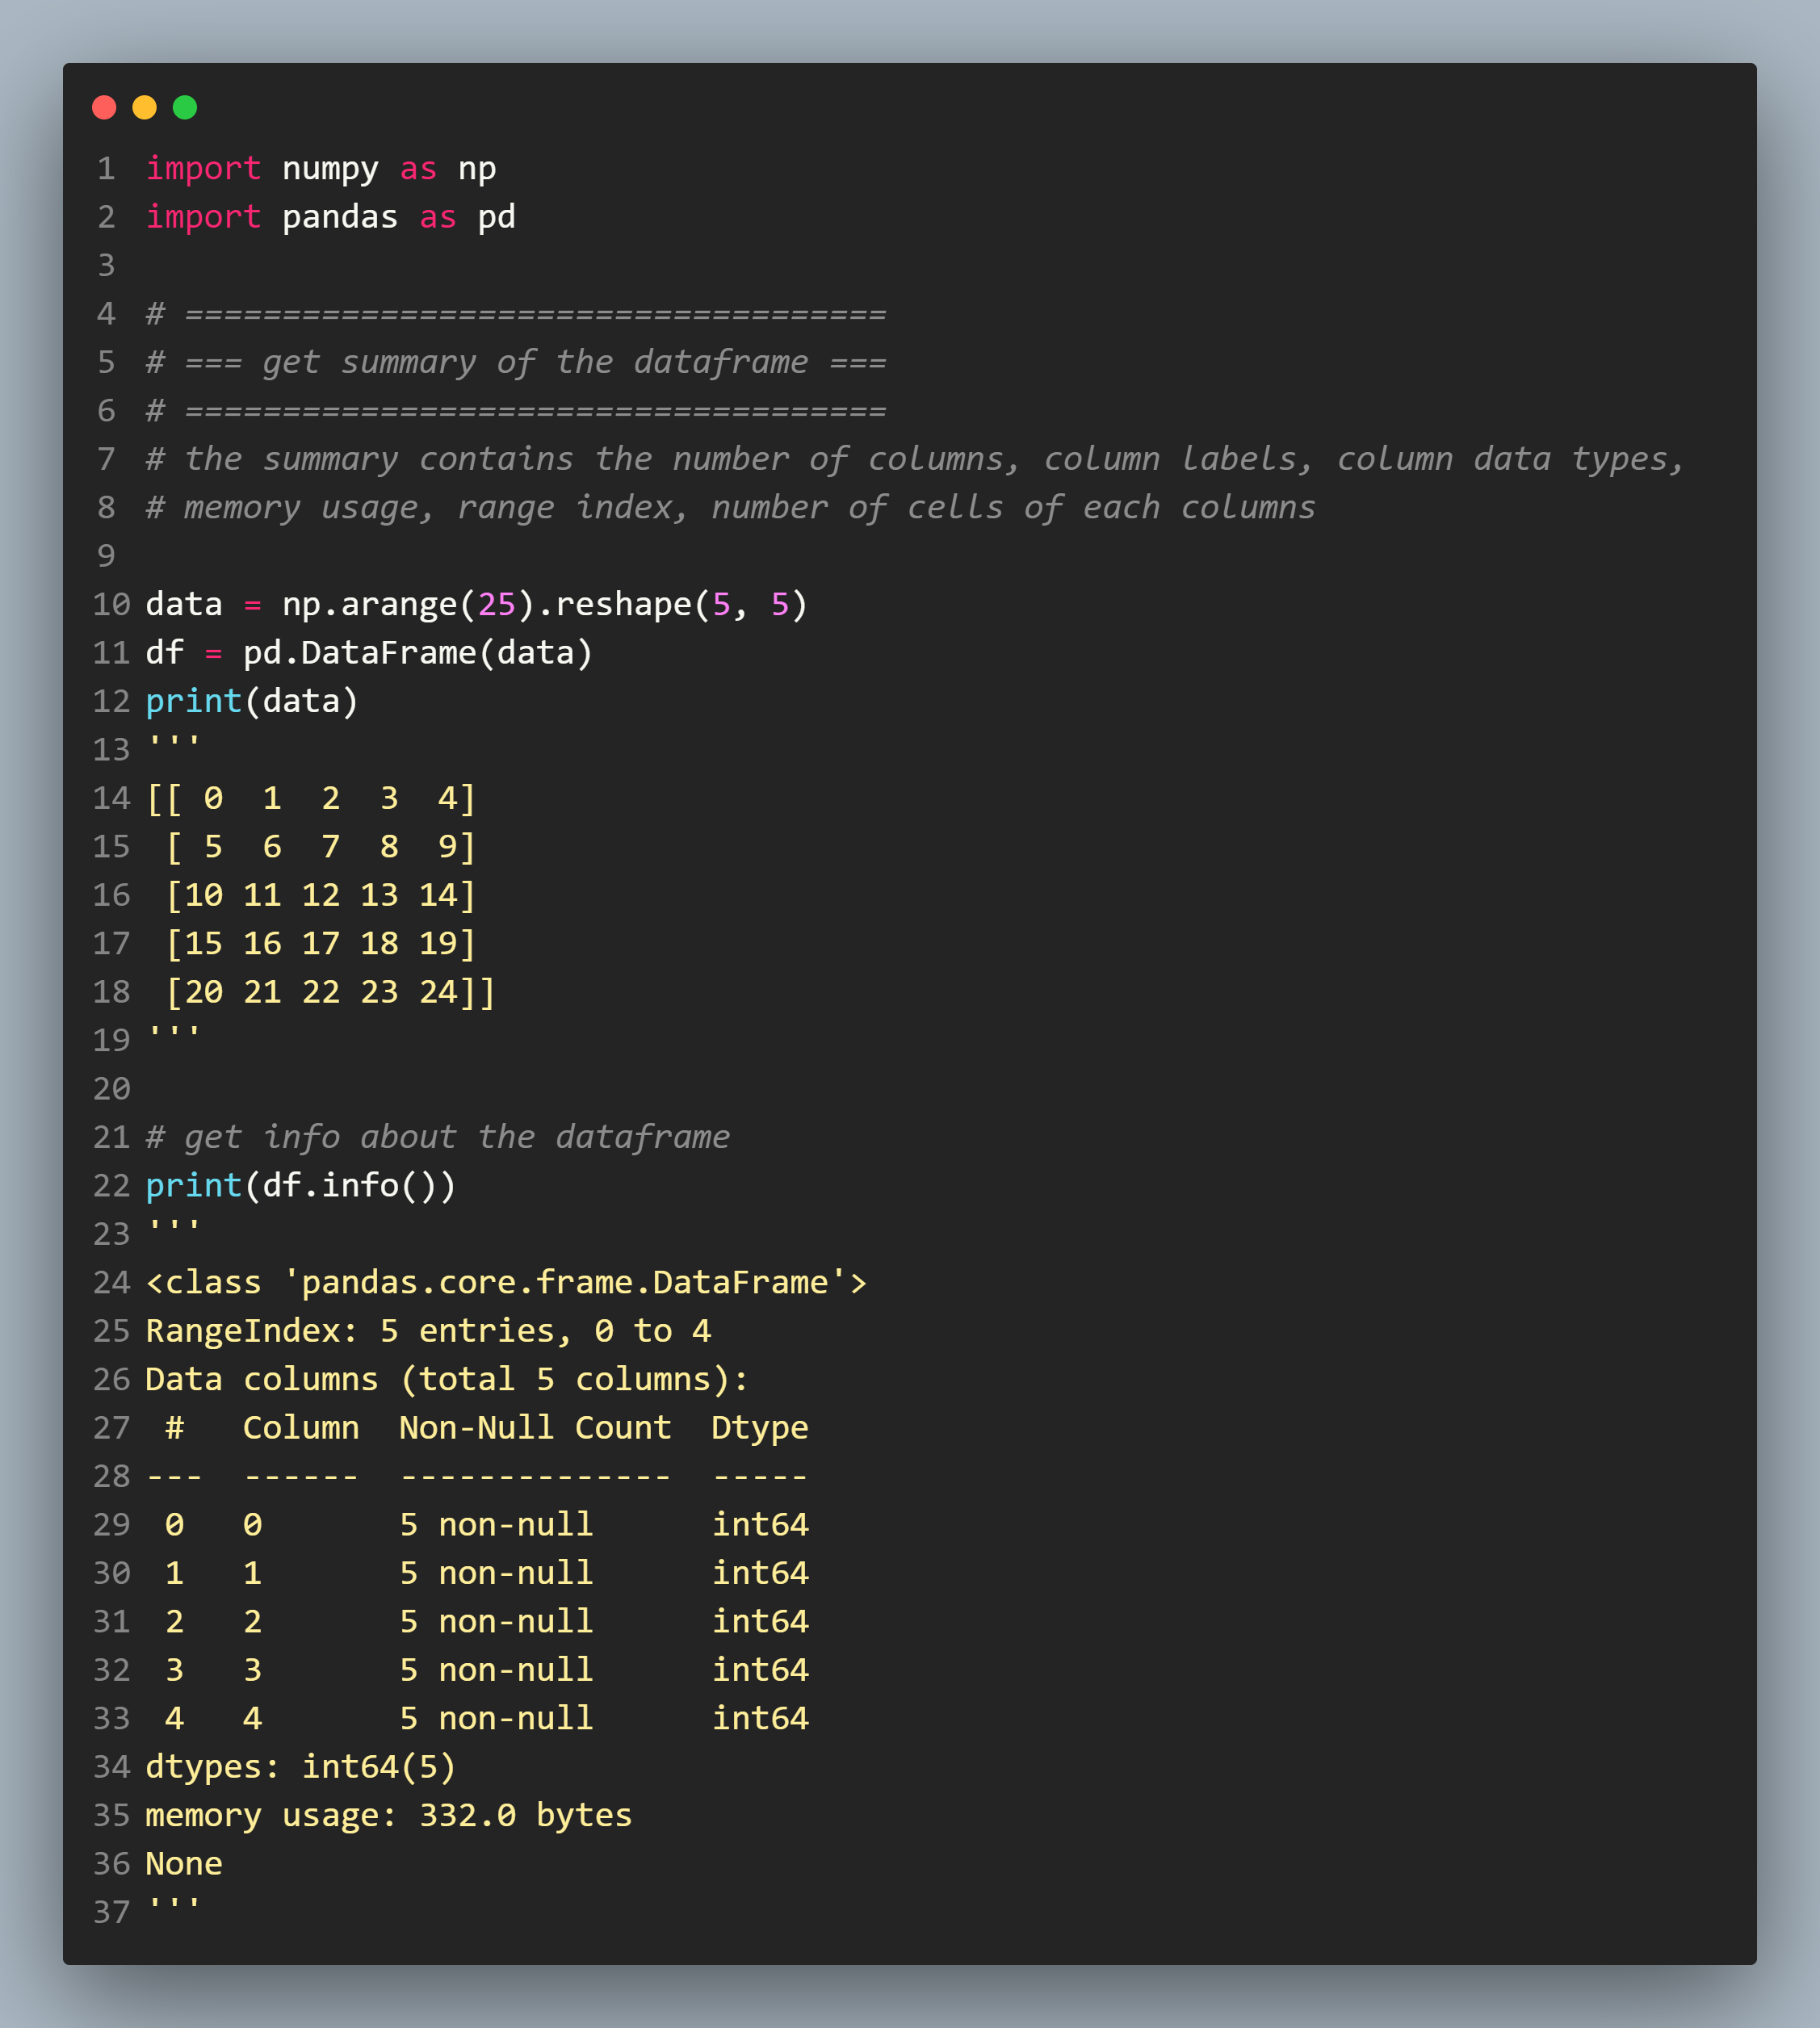 1 import numpy as np
2 import pandas as pd
3
4 # ====================================
5 # === get summary of the dataframe ===
6 # ====================================
7 # the summary contains the number of columns, column labels, column data types,
8 # memory usage, range index, number of cells of each columns
9
10 data = np.arange(25).reshape(5, 5)
11 df = pd.DataFrame(data)
12 print(data)
13 '''
14 [[ 0  1  2  3  4]
15  [ 5  6  7  8  9]
16  [10 11 12 13 14]
17  [15 16 17 18 19]
18  [20 21 22 23 24]]
19 '''
20
21 # get info about the dataframe
22 print(df.info())
23 '''
24 <class 'pandas.core.frame.DataFrame'>
25 RangeIndex: 5 entries, 0 to 4
26 Data columns (total 5 columns):
27  #   Column  Non-Null Count  Dtype
28 ---  ------  --------------  -----
29  0   0       5 non-null      int64
30  1   1       5 non-null      int64
31  2   2       5 non-null      int64
32  3   3       5 non-null      int64
33  4   4       5 non-null      int64
34 dtypes: int64(5)
35 memory usage: 332.0 bytes
36 None
37 '''